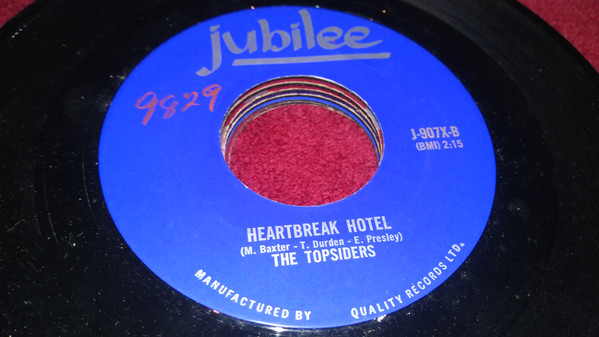 jubilee
9829
J-907X-B
(BMI) 2:15
HEARTBREAK HOTEL
(M. Baxter - T. Durden - E. Presley)
THE TOPSIDERS
MANUFACTURED BY QUALITY RECORDS LTD.